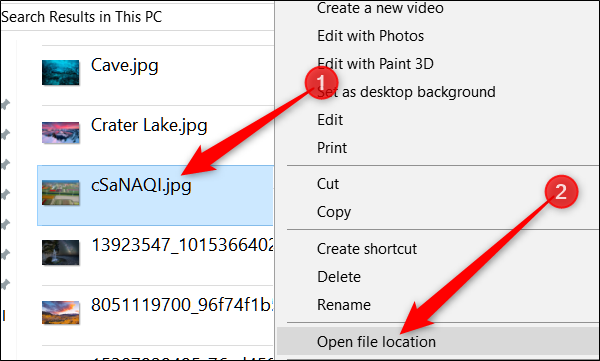 Search Results in This PC
Cave.jpg
Crater Lake.jpg
cSaNAQI.jpg
13923547_1015366402
8051119700_96f74f1b5
Create a new video
Edit with Photos
Edit with Paint 3D
1
Set as desktop background
Edit
Print
Cut
2
Copy
Create shortcut
Delete
Rename
Open file location